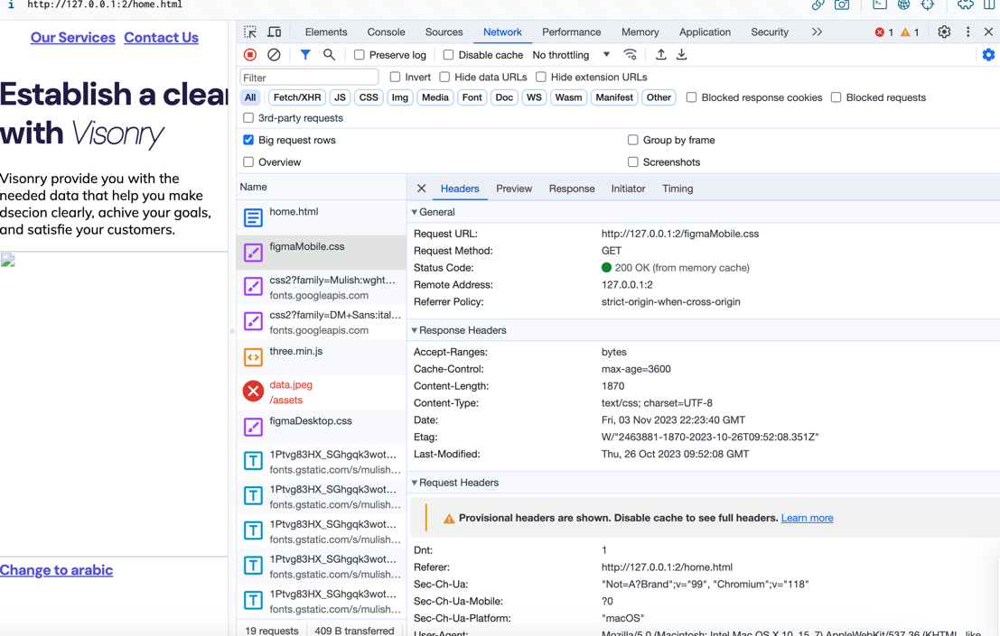 http://127.0.0.1:2/home.html
Our Services Contact Us
Establish a clear
with Visonry
Visonry provide you with the
needed data that help you make
dsecion clearly, achive your goals,
and satisfie your customers.
Change to arabic
Elements Console Sources Network Performance Memory Application Security 1 1
Preserve log Disable cache No throttling
Filter Invert Hide data URLs Hide extension URLs
All Fetch/XHR JS CSS Img Media Font Doc WS Wasm Manifest Other Blocked response cookies Blocked requests
3rd-party requests
Big request rows Group by frame
Overview Screenshots
Name
home.html
figmaMobile.css
css2?family=Mulish:wght...
fonts.googleapis.com
css2?family=DM+Sans:ital...
fonts.googleapis.com
three.min.js
data.jpeg
/assets
figmaDesktop.css
1Ptvg83HX_SGhgqk3wot...
fonts.gstatic.com/s/mulish...
1Ptvg83HX_SGhgqk3wot...
fonts.gstatic.com/s/mulish...
1Ptvg83HX_SGhgqk3wot...
fonts.gstatic.com/s/mulish...
1Ptvg83HX_SGhgqk3wot...
fonts.gstatic.com/s/mulish...
1Ptvg83HX_SGhgqk3wot...
fonts.gstatic.com/s/mulish...
19 requests 409 B transferred
Headers Preview Response Initiator Timing
General
Request URL: http://127.0.0.1:2/figmaMobile.css
Request Method: GET
Status Code: 200 OK (from memory cache)
Remote Address: 127.0.0.1:2
Referrer Policy: strict-origin-when-cross-origin
Response Headers
Accept-Ranges: bytes
Cache-Control: max-age=3600
Content-Length: 1870
Content-Type: text/css; charset=UTF-8
Date: Fri, 03 Nov 2023 22:23:40 GMT
Etag: W/"2463881-1870-2023-10-26T09:52:08.351Z"
Last-Modified: Thu, 26 Oct 2023 09:52:08 GMT
Request Headers
Provisional headers are shown. Disable cache to see full headers. Learn more
Dnt: 1
Referer: http://127.0.0.1:2/home.html
Sec-Ch-Ua: "Not=A?Brand";v="99", "Chromium";v="118"
Sec-Ch-Ua-Mobile: ?0
Sec-Ch-Ua-Platform: "macOS"
User-Agent: Mozilla/5.0 (Macintosh; Intel Mac OS X 10_15_7) AppleWebKit/537.36 (KHTML, like